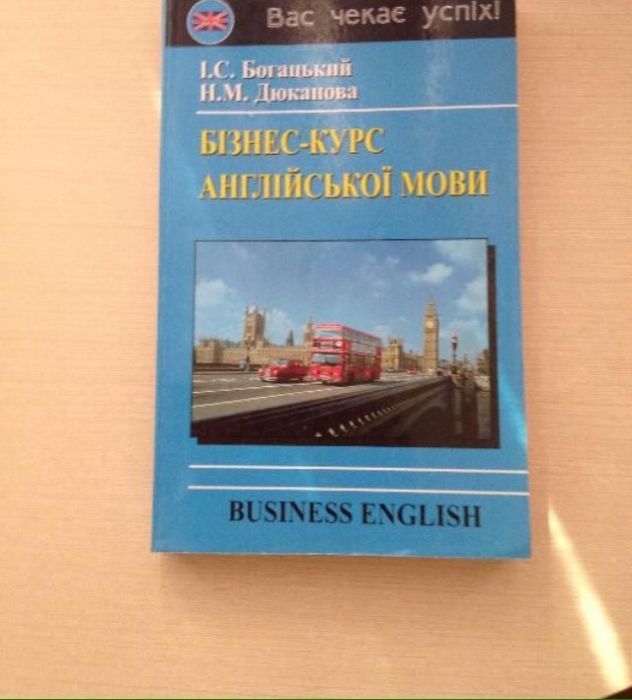 Вас чекає успіх!
І.С. Богацький
Н.М. Дюканова
БІЗНЕС-КУРС
АНГЛІЙСЬКОЇ МОВИ
BUSINESS ENGLISH